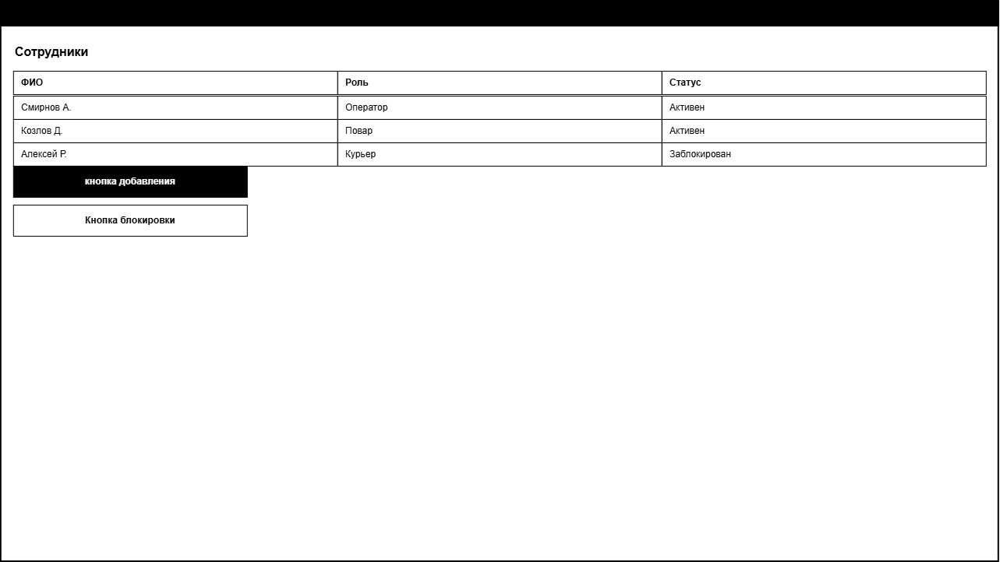 Сотрудники
ФИО Роль Статус
Смирнов А. Оператор Активен
Козлов Д. Повар Активен
Алексей Р. Курьер Заблокирован
кнопка добавления
Кнопка блокировки